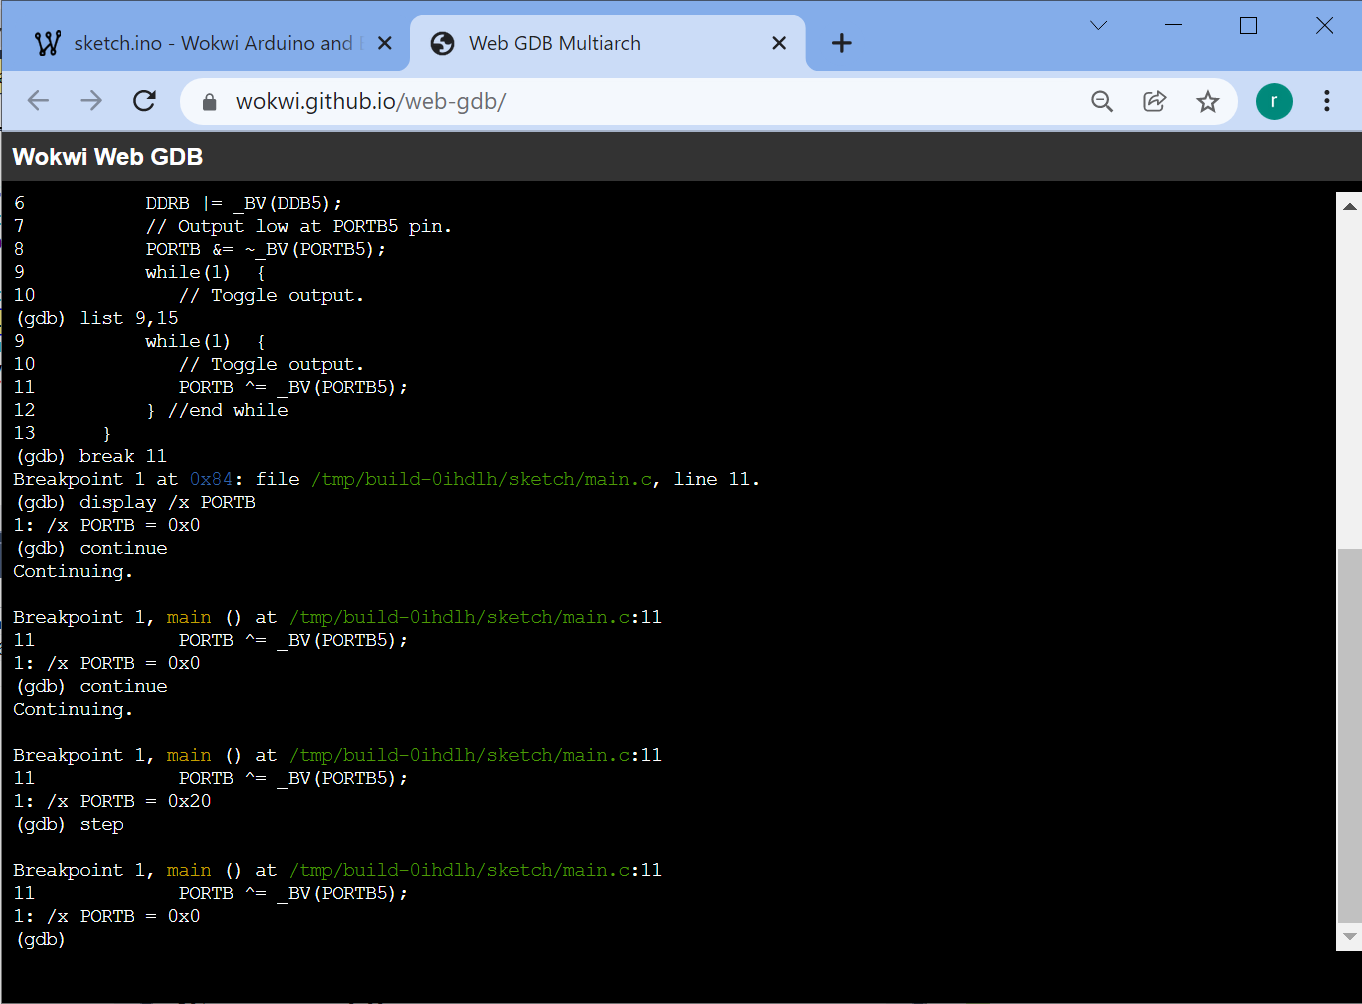 sketch.ino - Wokwi Arduino and
Web GDB Multiarch
wokwi.github.io/web-gdb/
r
Wokwi Web GDB
6 DDRB |= _BV(DDB5);
7 // Output low at PORTB5 pin.
8 PORTB &= ~_BV(PORTB5);
9 while(1) {
10 // Toggle output.
(gdb) list 9,15
9 while(1) {
10 // Toggle output.
11 PORTB ^= _BV(PORTB5);
12 } //end while
13 }
(gdb) break 11
Breakpoint 1 at 0x84: file /tmp/build-0ihdlh/sketch/main.c, line 11.
(gdb) display /x PORTB
1: /x PORTB = 0x0
(gdb) continue
Continuing.
Breakpoint 1, main () at /tmp/build-0ihdlh/sketch/main.c:11
11 PORTB ^= _BV(PORTB5);
1: /x PORTB = 0x0
(gdb) continue
Continuing.
Breakpoint 1, main () at /tmp/build-0ihdlh/sketch/main.c:11
11 PORTB ^= _BV(PORTB5);
1: /x PORTB = 0x20
(gdb) step
Breakpoint 1, main () at /tmp/build-0ihdlh/sketch/main.c:11
11 PORTB ^= _BV(PORTB5);
1: /x PORTB = 0x0
(gdb)